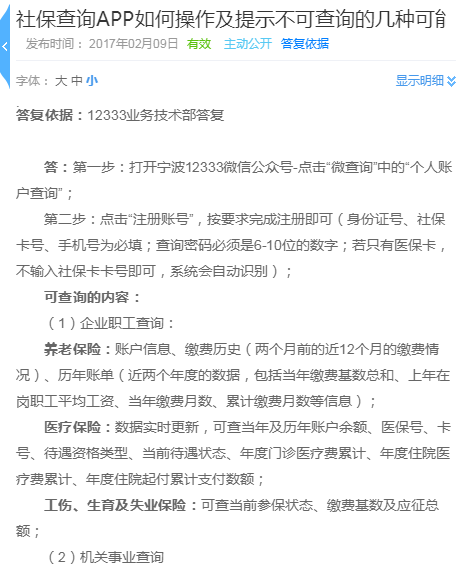 社保查询APP如何操作及提示不可查询的几种可能
发布时间： 2017年02月09日 有效 主动公开 答复依据
字体： 大 中 小 显示明细
答复依据：12333业务技术部答复
答：第一步：打开宁波12333微信公众号-点击“微查询”中的“个人账
户查询”；
第二步：点击“注册账号”，按要求完成注册即可（身份证号、社保
卡号、手机号为必填；查询密码必须是6-10位的数字；若只有医保卡，
不输入社保卡卡号即可，系统会自动识别）；
可查询的内容：
（1）企业职工查询：
养老保险：账户信息、缴费历史（两个月前的近12个月的缴费情
况）、历年账单（近两个年度的数据，包括当年缴费基数总和、上年在
岗职工平均工资、当年缴费月数、累计缴费月数等信息）；
医疗保险：数据实时更新，可查当年及历年账户余额、医保号、卡
号、待遇资格类型、当前待遇状态、年度门诊医疗费累计、年度住院医
疗费累计、年度住院起付累计支付数额；
工伤、生育及失业保险：可查当前参保状态、缴费基数及应征总
额；
（2）机关事业查询